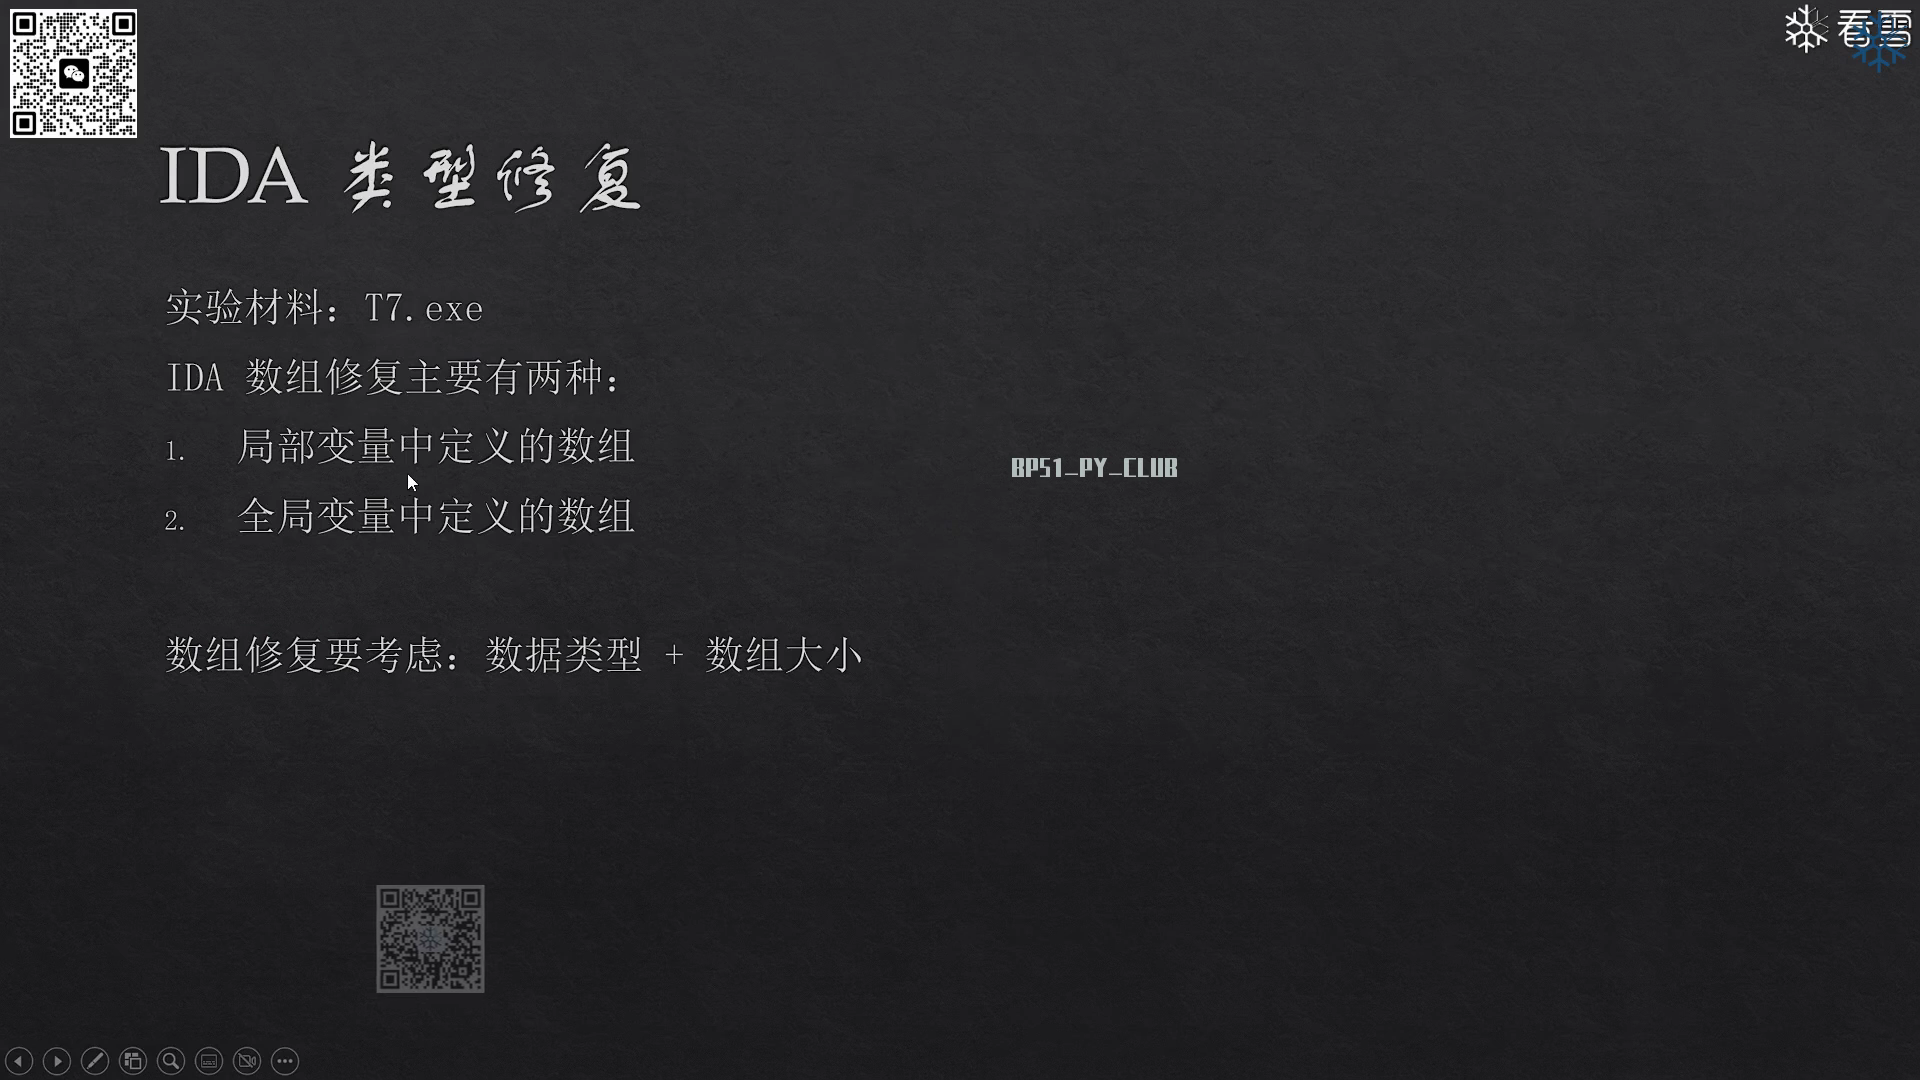 看雪
IDA 类型修复
实验材料：T7.exe
IDA 数组修复主要有两种：
1. 局部变量中定义的数组
BP51_PY_CLUB
2. 全局变量中定义的数组
数组修复要考虑：数据类型 + 数组大小